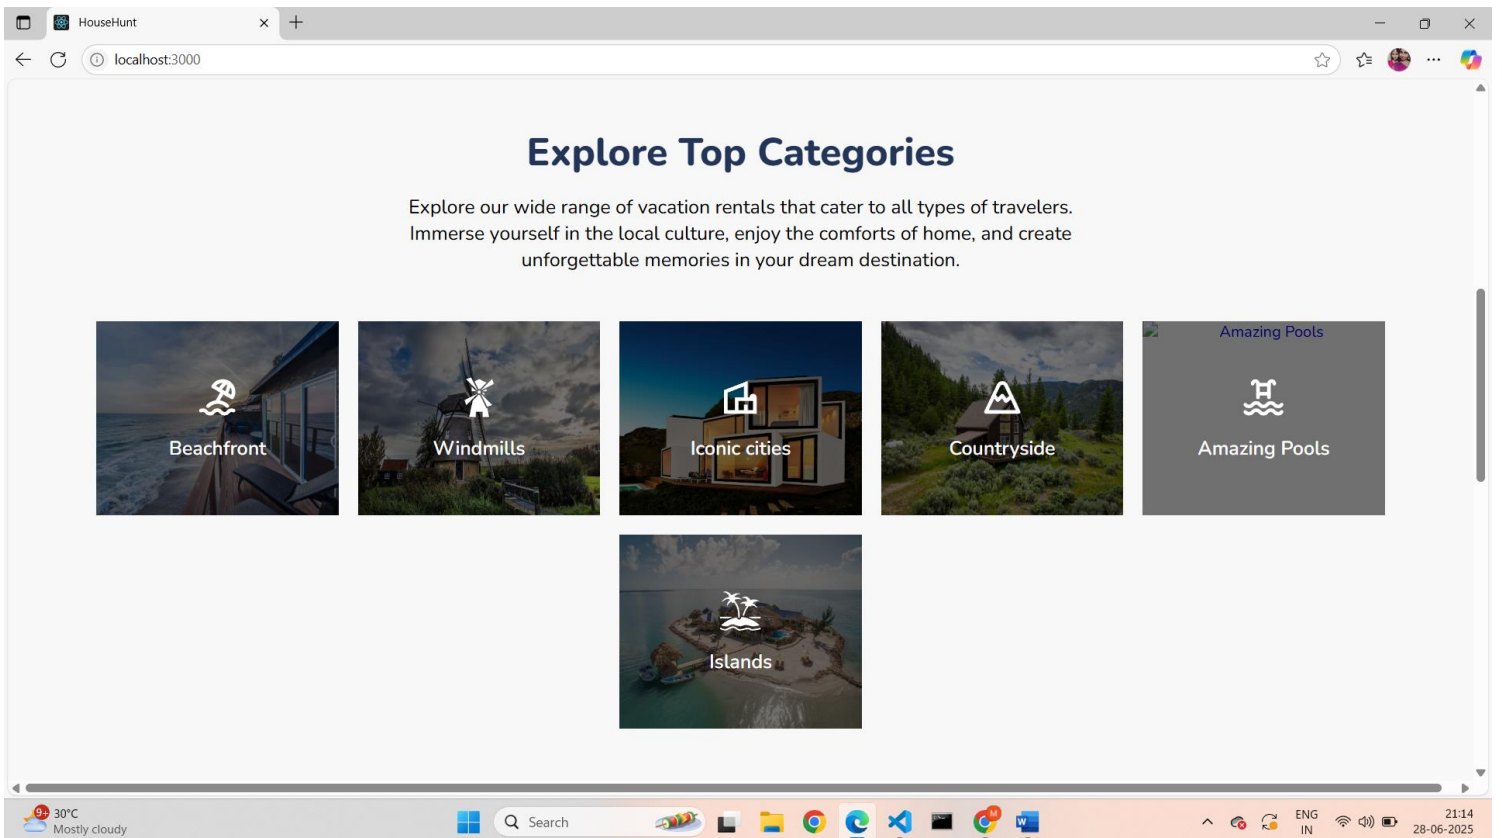 HouseHunt
localhost:3000
Explore Top Categories
Explore our wide range of vacation rentals that cater to all types of travelers.
Immerse yourself in the local culture, enjoy the comforts of home, and create
unforgettable memories in your dream destination.
Amazing Pools
Beachfront
Windmills
Iconic cities
Countryside
Amazing Pools
Islands
9+
30°C
Mostly cloudy
Search
M
ENG
IN
21:14
28-06-2025